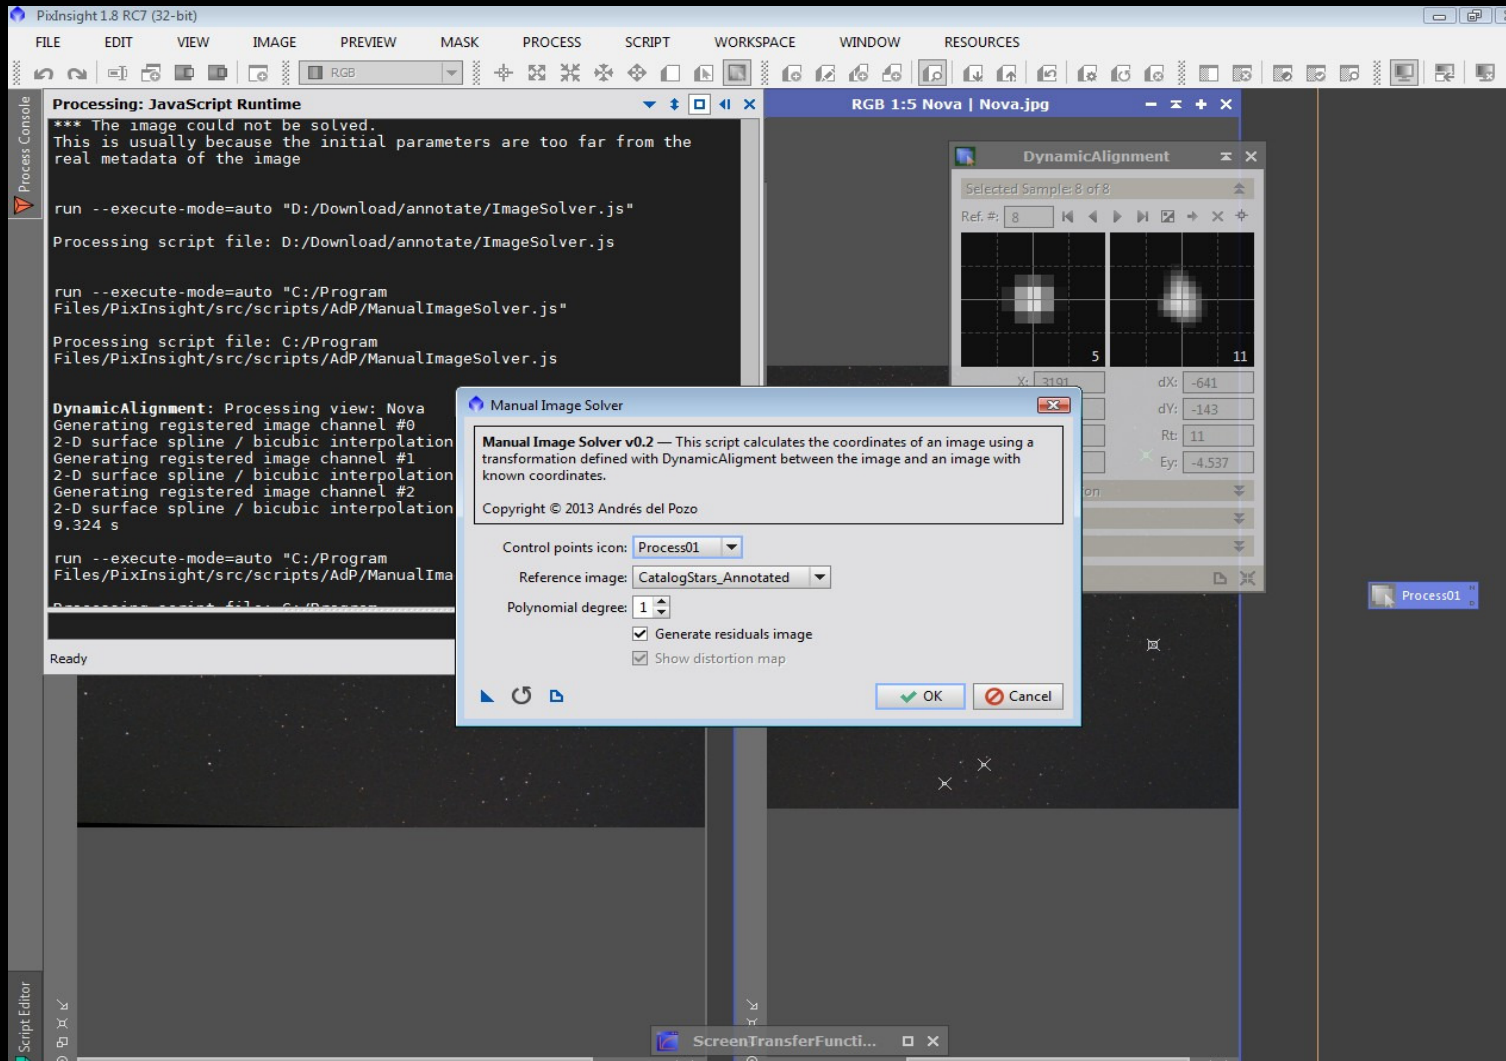 PixInsight 1.8 RC7 (32-bit)
FILE EDIT VIEW IMAGE PREVIEW MASK PROCESS SCRIPT WORKSPACE WINDOW RESOURCES
RGB
Process Console
Processing: JavaScript Runtime
*** The image could not be solved.
This is usually because the initial parameters are too far from the
real metadata of the image
run --execute-mode=auto "D:/Download/annotate/ImageSolver.js"
Processing script file: D:/Download/annotate/ImageSolver.js
run --execute-mode=auto "C:/Program
Files/PixInsight/src/scripts/AdP/ManualImageSolver.js"
Processing script file: C:/Program
Files/PixInsight/src/scripts/AdP/ManualImageSolver.js
DynamicAlignment: Processing view: Nova
Generating registered image channel #0
2-D surface spline / bicubic interpolation
Generating registered image channel #1
2-D surface spline / bicubic interpolation
Generating registered image channel #2
2-D surface spline / bicubic interpolation
9.324 s
run --execute-mode=auto "C:/Program
Files/PixInsight/src/scripts/AdP/ManualIma
Ready
RGB 1:5 Nova | Nova.jpg
DynamicAlignment
Selected Sample: 8 of 8
Ref. #: 8
5
11
X: 3191
dX: -641
dY: -143
Rt: 11
Ey: -4.537
on
Manual Image Solver
Manual Image Solver v0.2 — This script calculates the coordinates of an image using a
transformation defined with DynamicAligment between the image and an image with
known coordinates.
Copyright © 2013 Andrés del Pozo
Control points icon: Process01
Reference image: CatalogStars_Annotated
Polynomial degree: 1
Generate residuals image
Show distortion map
OK
Cancel
Process01
Script Editor
ScreenTransferFuncti...